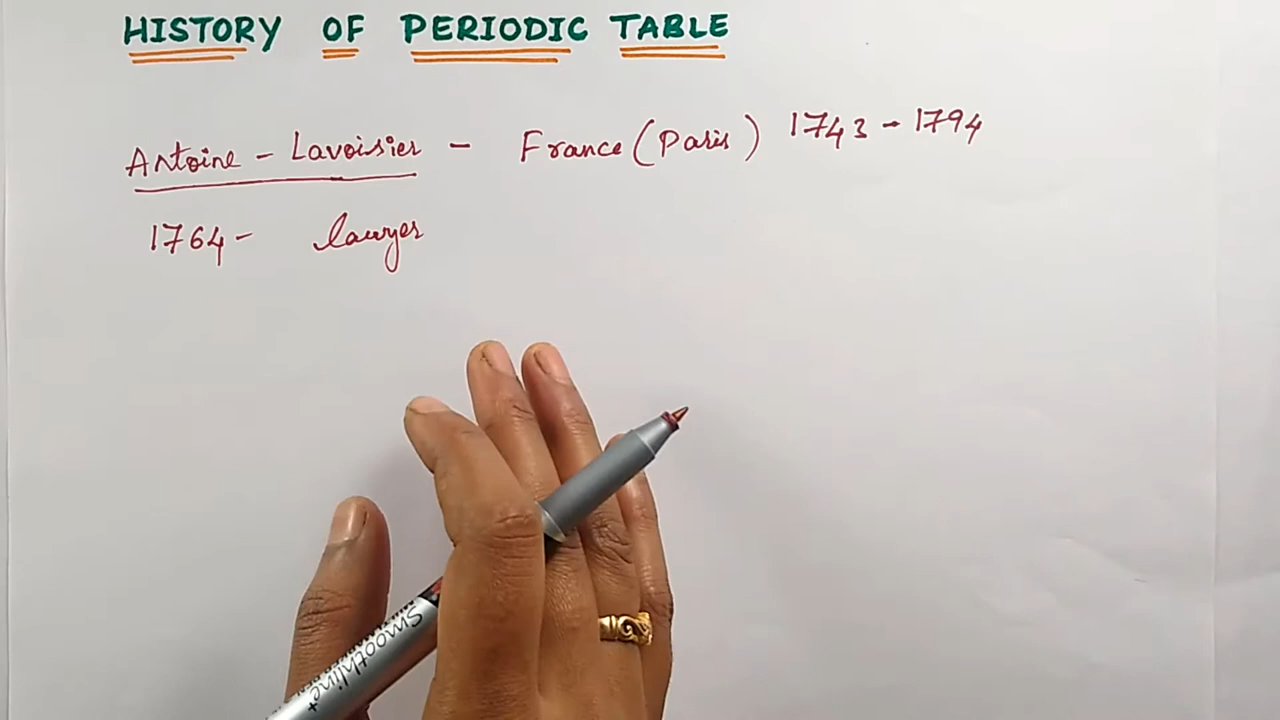 HISTORY OF PERIODIC TABLE
Antoine - Lavoisier - France (Paris) 1743 - 1794
1764 - lawyer
Smoothline+